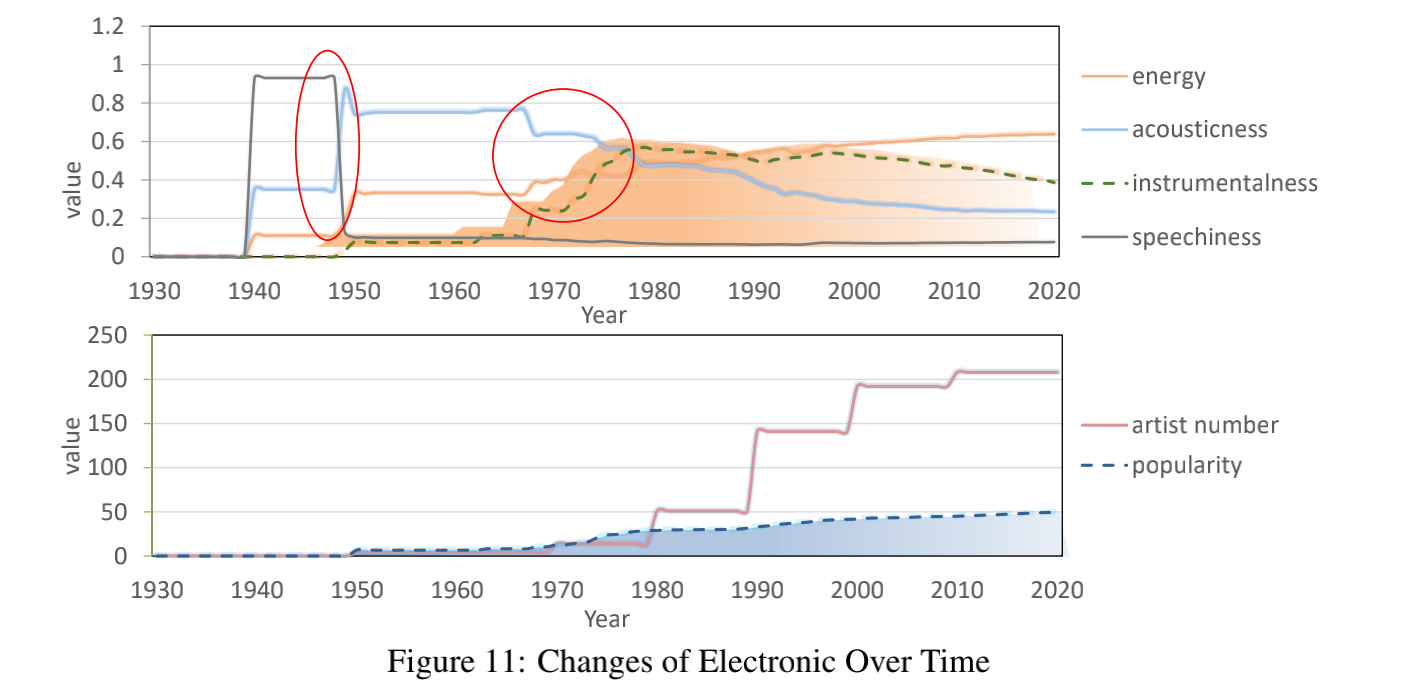 1.2
1
0.8
0.6
0.4
0.2
0
value
1930 1940 1950 1960 1970 1980 1990 2000 2010 2020
Year
energy
acousticness
instrumentalness
speechiness
250
200
150
100
50
0
value
1930 1940 1950 1960 1970 1980 1990 2000 2010 2020
Year
artist number
popularity
Figure 11: Changes of Electronic Over Time